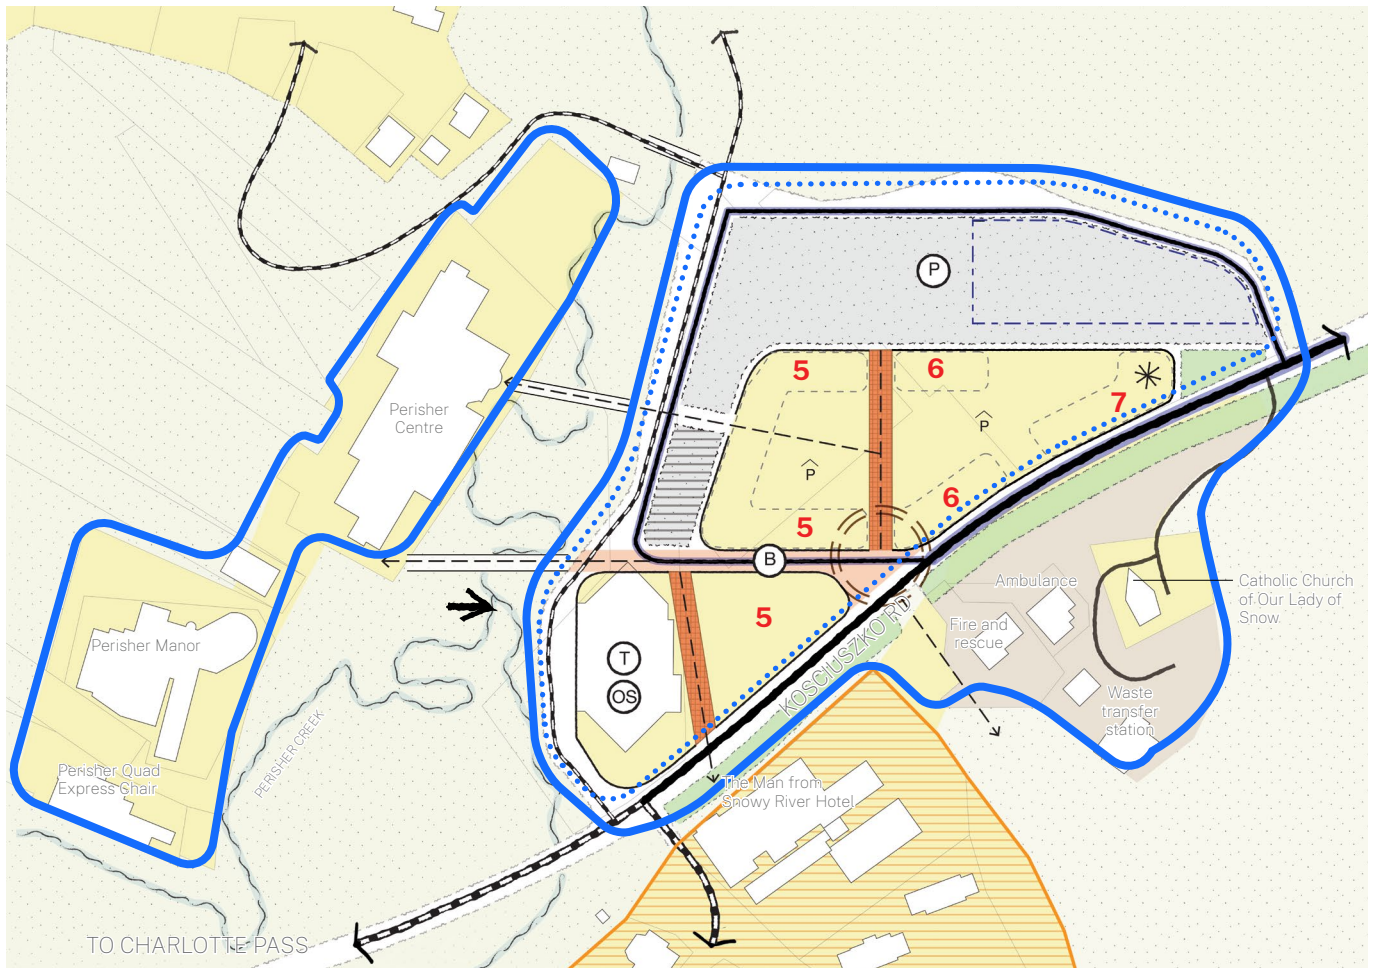 P
5
6
7
Perisher
Centre
P
P
6
5
B
Ambulance
Catholic Church
of Our Lady of
Snow
5
Fire and
rescue
KOSCIUSZKO RD
Perisher Manor
T
OS
Waste
transfer
station
PERISHER CREEK
Perisher Quad
Express Chair
The Man from
Snowy River Hotel
TO CHARLOTTE PASS